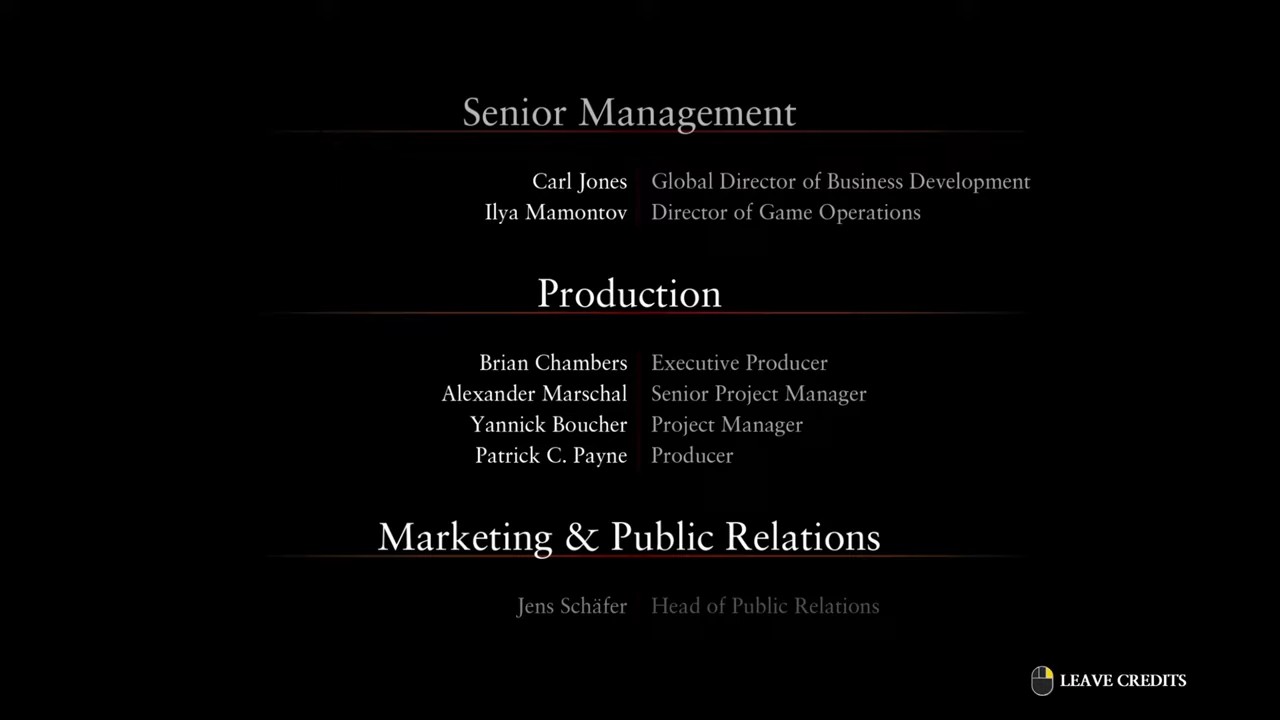 Senior Management
Carl Jones Global Director of Business Development
Ilya Mamontov Director of Game Operations
Production
Brian Chambers Executive Producer
Alexander Marschal Senior Project Manager
Yannick Boucher Project Manager
Patrick C. Payne Producer
Marketing & Public Relations
Jens Schäfer Head of Public Relations
LEAVE CREDITS